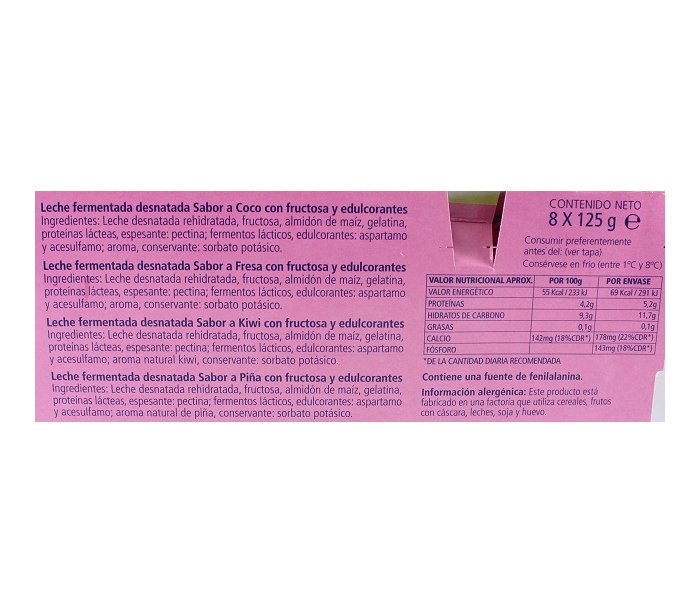 Leche fermentada desnatada Sabor a Coco con fructosa y edulcorantes
Ingredientes: Leche desnatada rehidratada, fructosa, almidón de maíz, gelatina,
proteínas lácteas, espesante: pectina; fermentos lácticos, edulcorantes: aspartamo
y acesulfamo; aroma, conservante: sorbato potásico.
Leche fermentada desnatada Sabor a Fresa con fructosa y edulcorantes
Ingredientes: Leche desnatada rehidratada, fructosa, almidón de maíz, gelatina,
proteínas lácteas, espesante: pectina; fermentos lácticos, edulcorantes: aspartamo
y acesulfamo; aroma, conservante: sorbato potásico.
Leche fermentada desnatada Sabor a Kiwi con fructosa y edulcorantes
Ingredientes: Leche desnatada rehidratada, fructosa, almidón de maíz, gelatina,
proteínas lácteas, espesante: pectina; fermentos lácticos, edulcorantes: aspartamo
y acesulfamo; aroma natural kiwi, conservante: sorbato potásico.
Leche fermentada desnatada Sabor a Piña con fructosa y edulcorantes
Ingredientes: Leche desnatada rehidratada, fructosa, almidón de maíz, gelatina,
proteínas lácteas, espesante: pectina; fermentos lácticos, edulcorantes: aspartamo
y acesulfamo; aroma natural de piña, conservante: sorbato potásico.
CONTENIDO NETO
8 X 125 g ℮
Consumir preferentemente
antes del: (ver tapa)
Consérvese en frío (entre 1ºC y 8ºC)
VALOR NUTRICIONAL APROX. POR 100g POR ENVASE
VALOR ENERGÉTICO 55 Kcal / 233 kJ 69 Kcal / 291 kJ
PROTEÍNAS 4,2g 5,2g
HIDRATOS DE CARBONO 9,3g 11,7g
GRASAS 0,1g 0,1g
CALCIO 142mg (18%CDR*) 178mg (22%CDR*)
FÓSFORO 143mg (18%CDR*)
*DE LA CANTIDAD DIARIA RECOMENDADA
Contiene una fuente de fenilalanina.
Información alergénica: Este producto está
fabricado en una factoría que utiliza cereales, frutos
con cáscara, leches, soja y huevo.